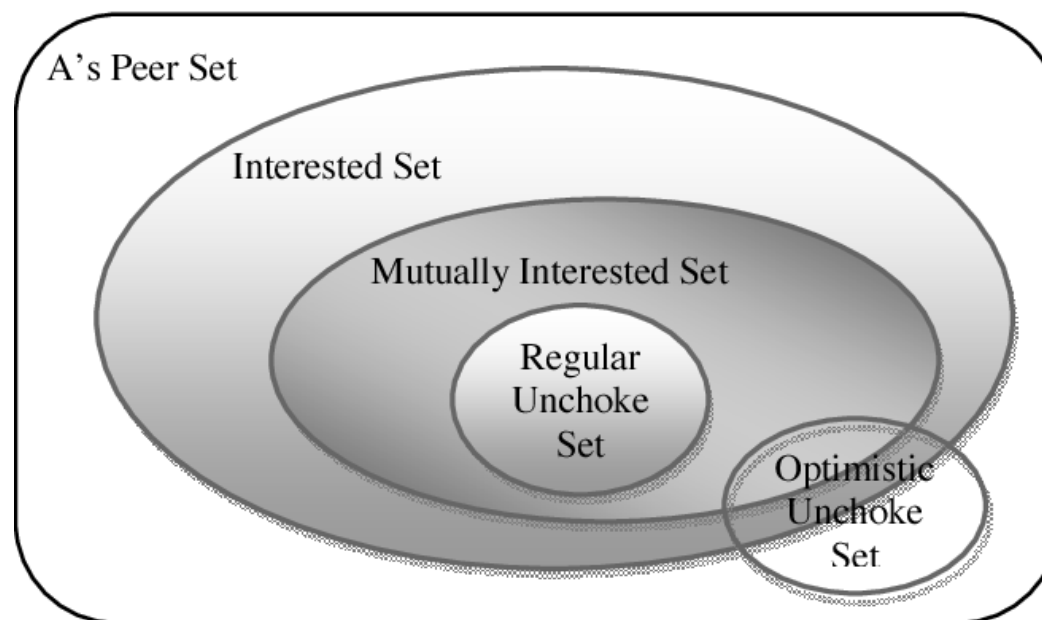 A's Peer Set
Interested Set
Mutually Interested Set
Regular
Unchoke
Set
Optimistic
Unchoke
Set